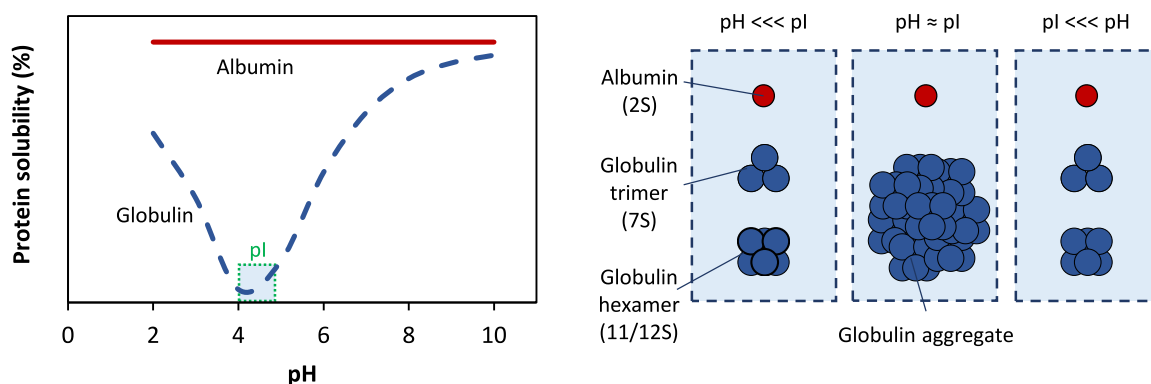 Protein solubility (%)
Albumin
Globulin
pI
0
2
4
6
8
10
pH
pH <<< pI
pH ≈ pI
pI <<< pH
Albumin
(2S)
Globulin
trimer
(7S)
Globulin
hexamer
(11/12S)
Globulin aggregate